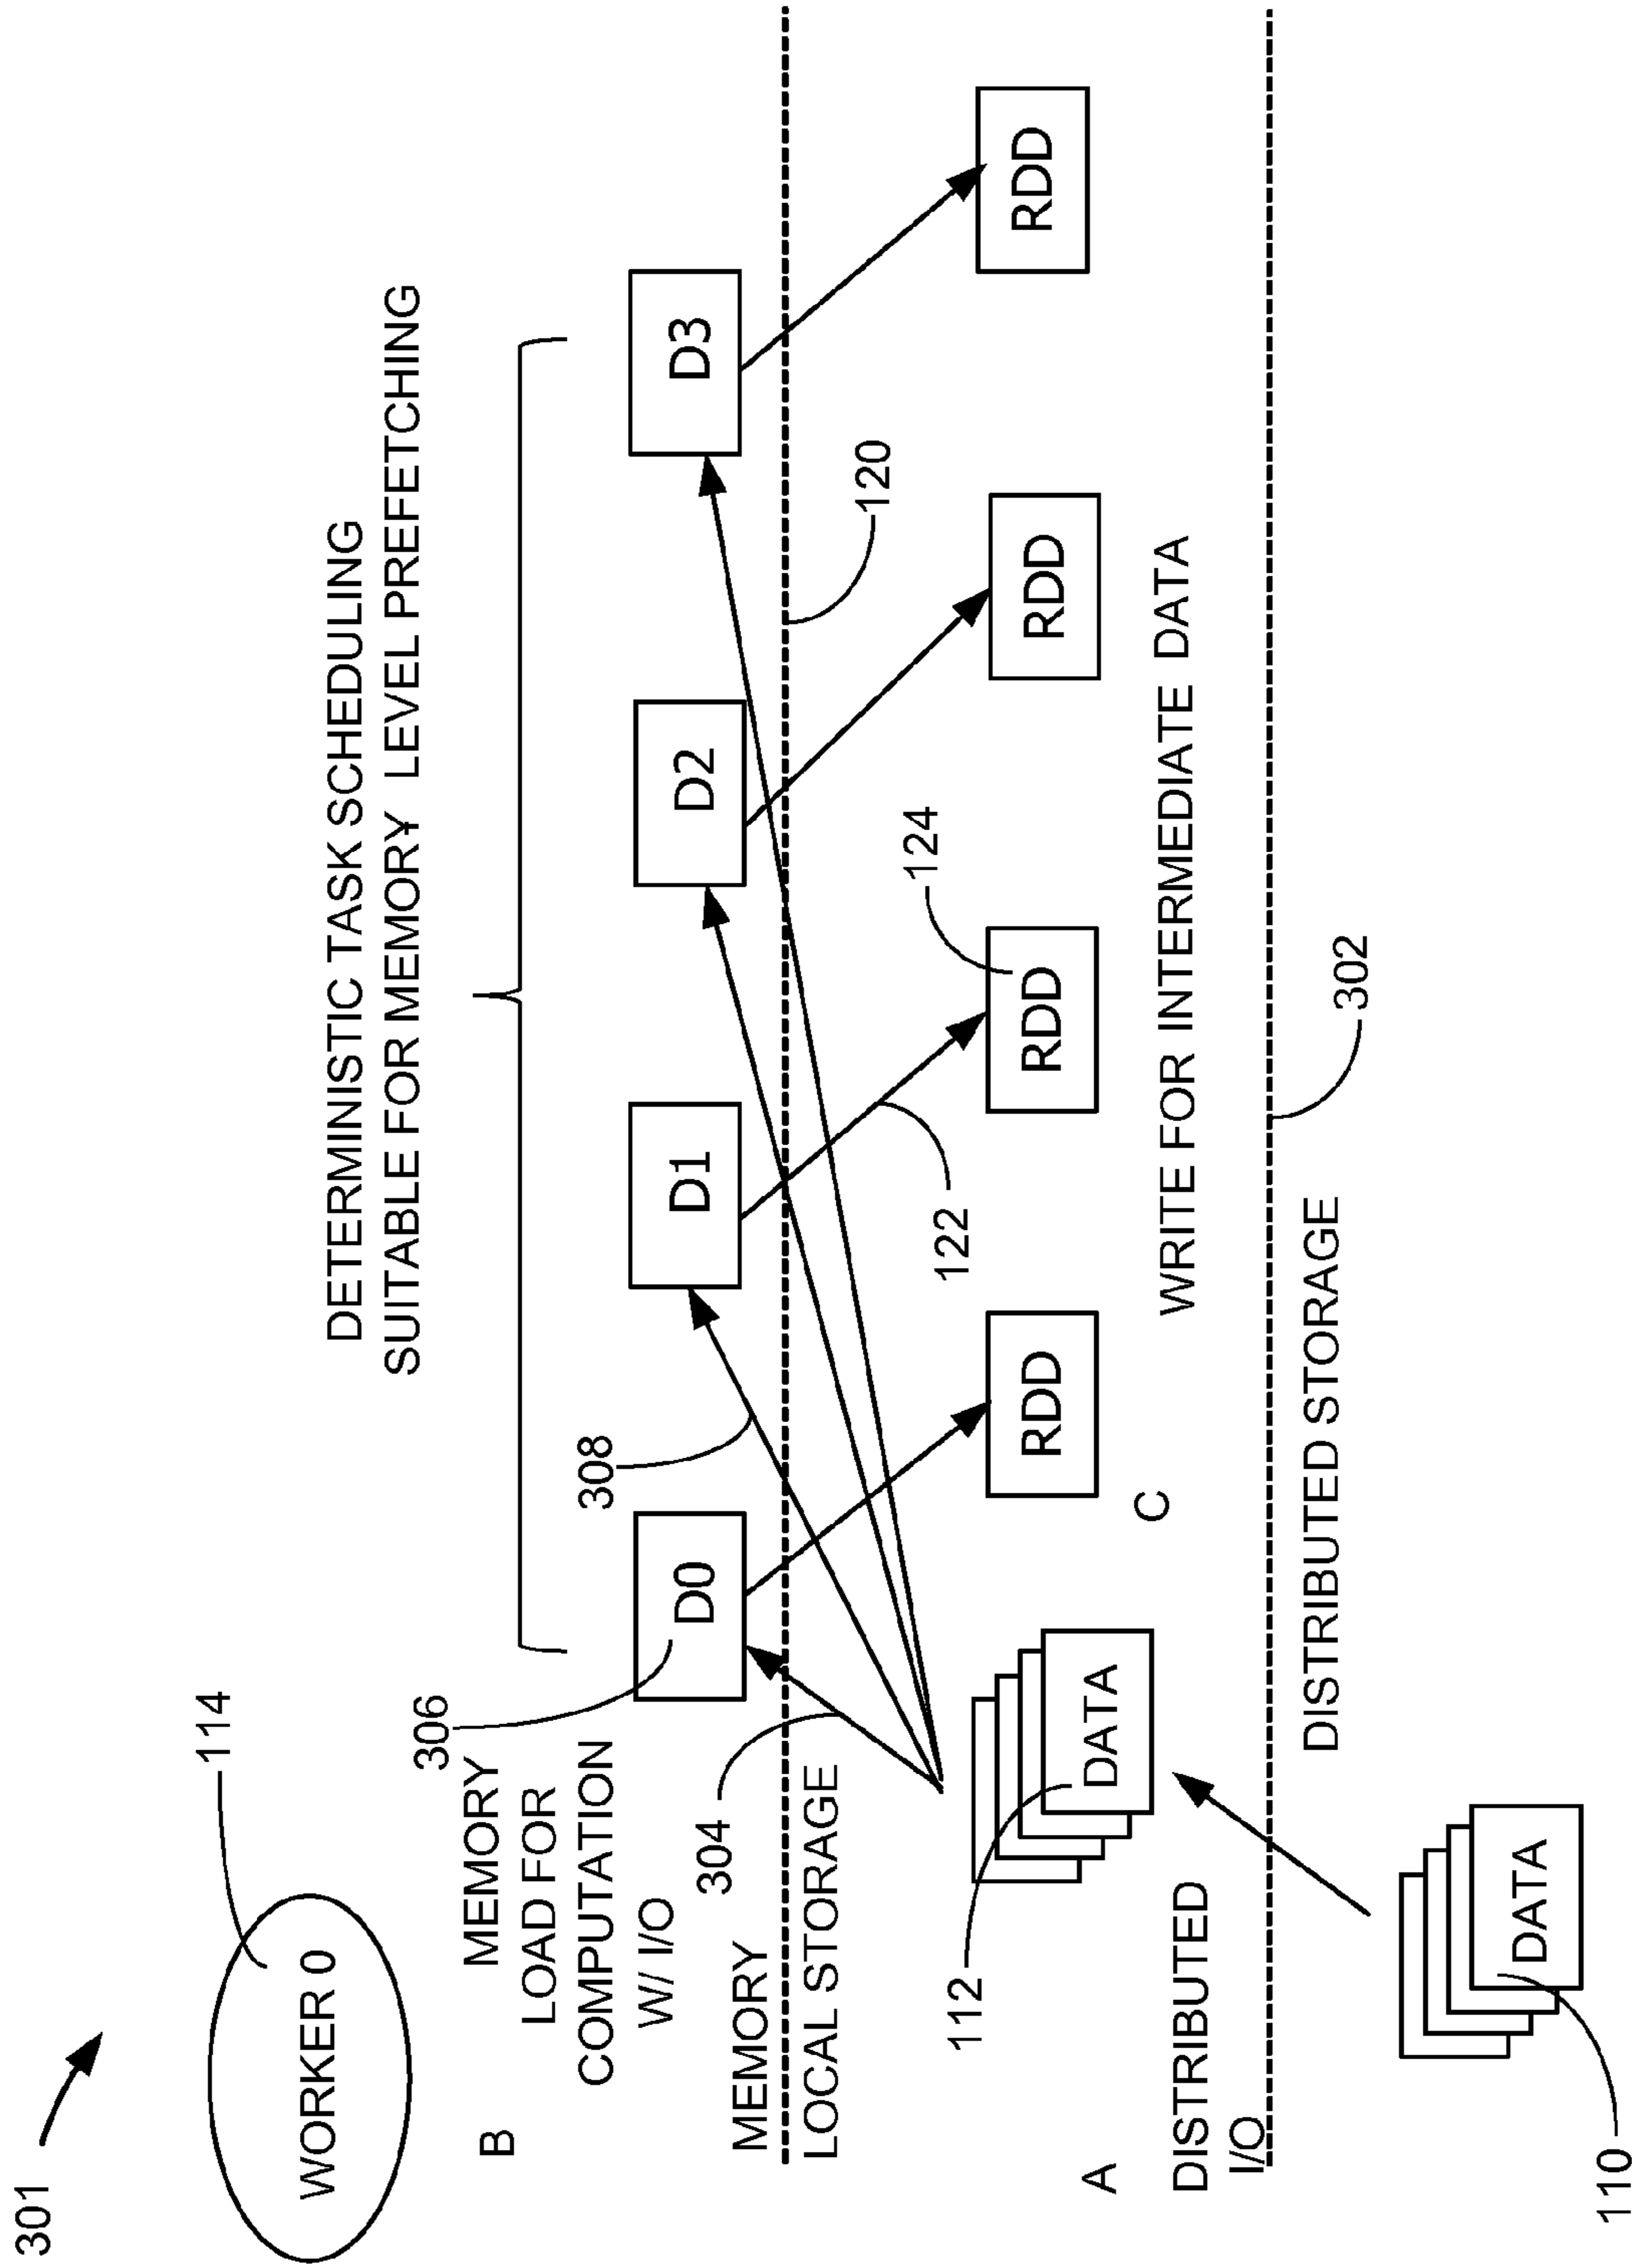 301
WORKER 0
114
DETERMINISTIC TASK SCHEDULING
SUITABLE FOR MEMORY LEVEL PREFETCHING
B
MEMORY
LOAD FOR
COMPUTATION
W/ I/O
306
308
D0
D1
D2
D3
304
MEMORY
LOCAL STORAGE
120
112
DATA
122
124
RDD
RDD
RDD
RDD
A
DISTRIBUTED
I/O
C
WRITE FOR INTERMEDIATE DATA
DISTRIBUTED STORAGE
302
DATA
110